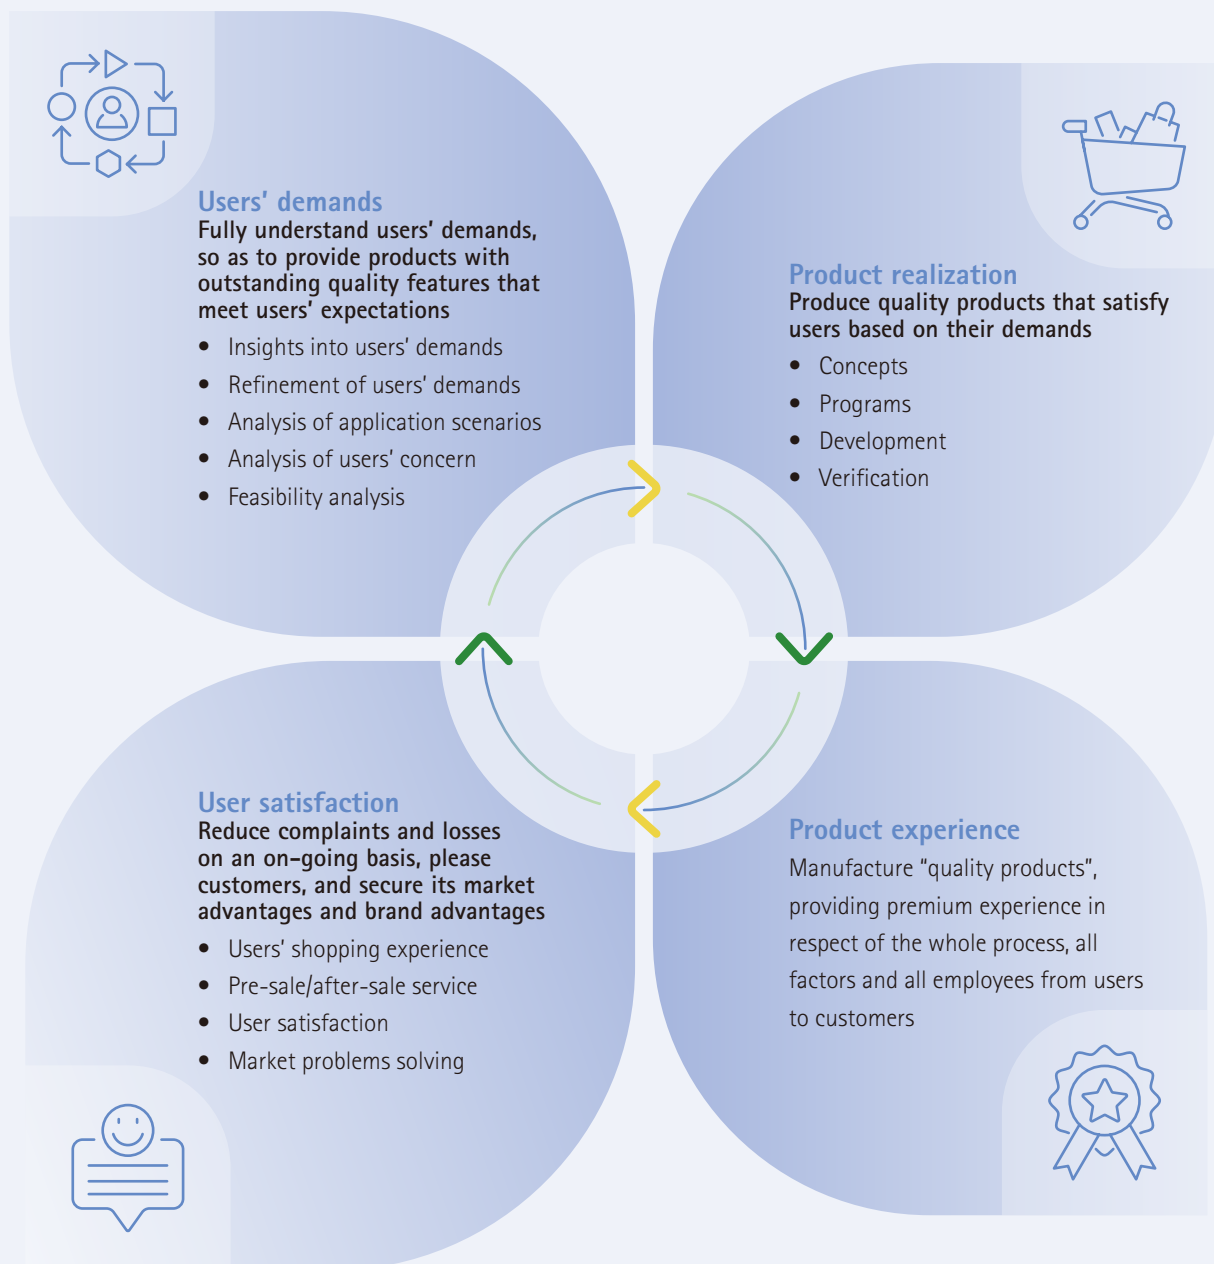 Users' demands
Fully understand users' demands,
so as to provide products with
outstanding quality features that
meet users' expectations
• Insights into users' demands
• Refinement of users' demands
• Analysis of application scenarios
• Analysis of users' concern
• Feasibility analysis
Product realization
Produce quality products that satisfy
users based on their demands
• Concepts
• Programs
• Development
• Verification
User satisfaction
Reduce complaints and losses
on an on-going basis, please
customers, and secure its market
advantages and brand advantages
• Users' shopping experience
• Pre-sale/after-sale service
• User satisfaction
• Market problems solving
Product experience
Manufacture “quality products”,
providing premium experience in
respect of the whole process, all
factors and all employees from users
to customers